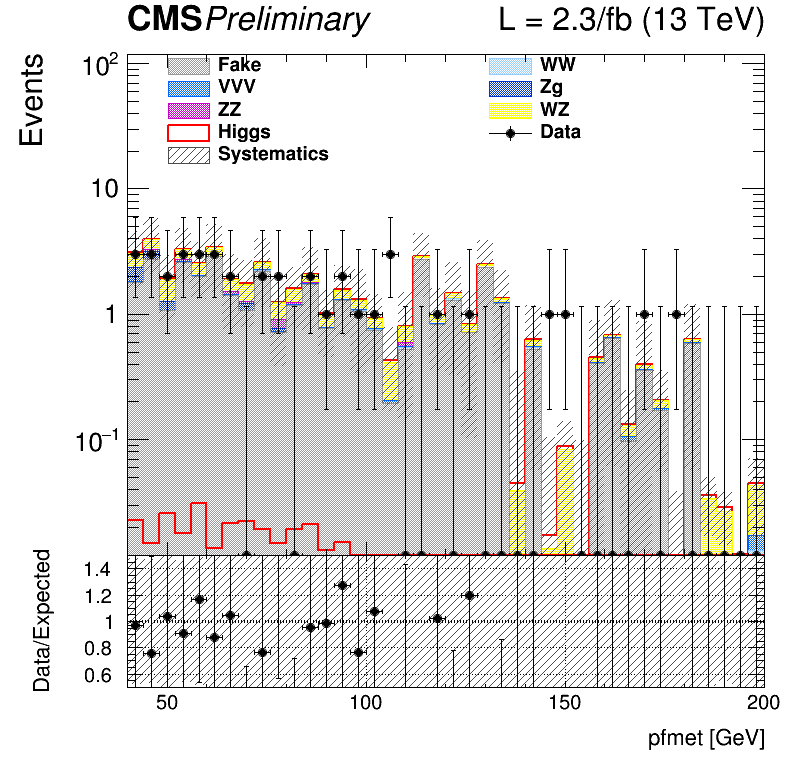 CMS Preliminary L = 2.3/fb (13 TeV)
Events
10²
10
1
10⁻¹
Fake
VVV
ZZ
Higgs
Systematics
WW
Zg
WZ
Data
Data/Expected
1.4
1.2
1
0.8
0.6
50 100 150 200
pfmet [GeV]